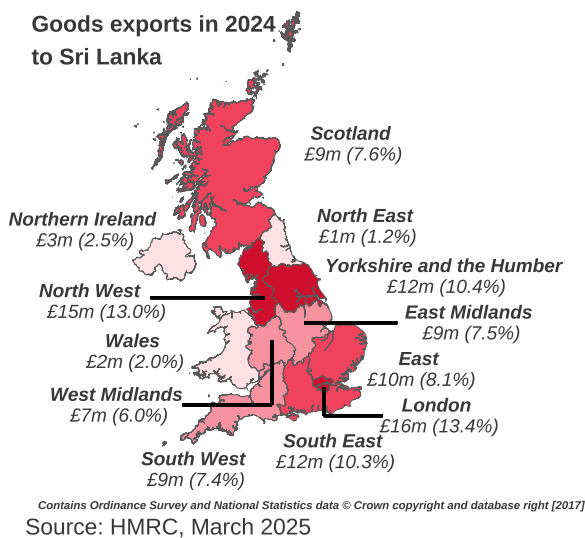 Goods exports in 2024
to Sri Lanka
Scotland
£9m (7.6%)
Northern Ireland
£3m (2.5%)
North East
£1m (1.2%)
Yorkshire and the Humber
£12m (10.4%)
North West
£15m (13.0%)
East Midlands
£9m (7.5%)
Wales
£2m (2.0%)
East
£10m (8.1%)
West Midlands
£7m (6.0%)
London
£16m (13.4%)
South East
£12m (10.3%)
South West
£9m (7.4%)
Contains Ordinance Survey and National Statistics data © Crown copyright and database right [2017]
Source: HMRC, March 2025